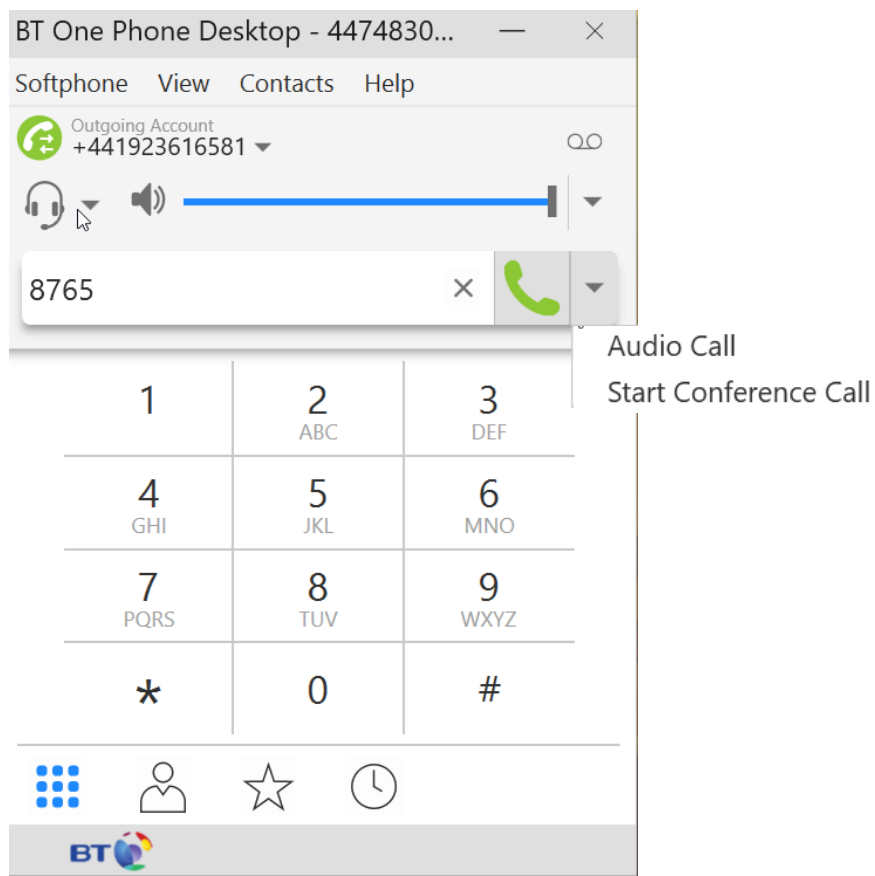 BT One Phone Desktop - 4474830...
Softphone View Contacts Help
Outgoing Account
+441923616581
8765
Audio Call
Start Conference Call
1 2 3
ABC DEF
4 5 6
GHI JKL MNO
7 8 9
PQRS TUV WXYZ
* 0 #
BT